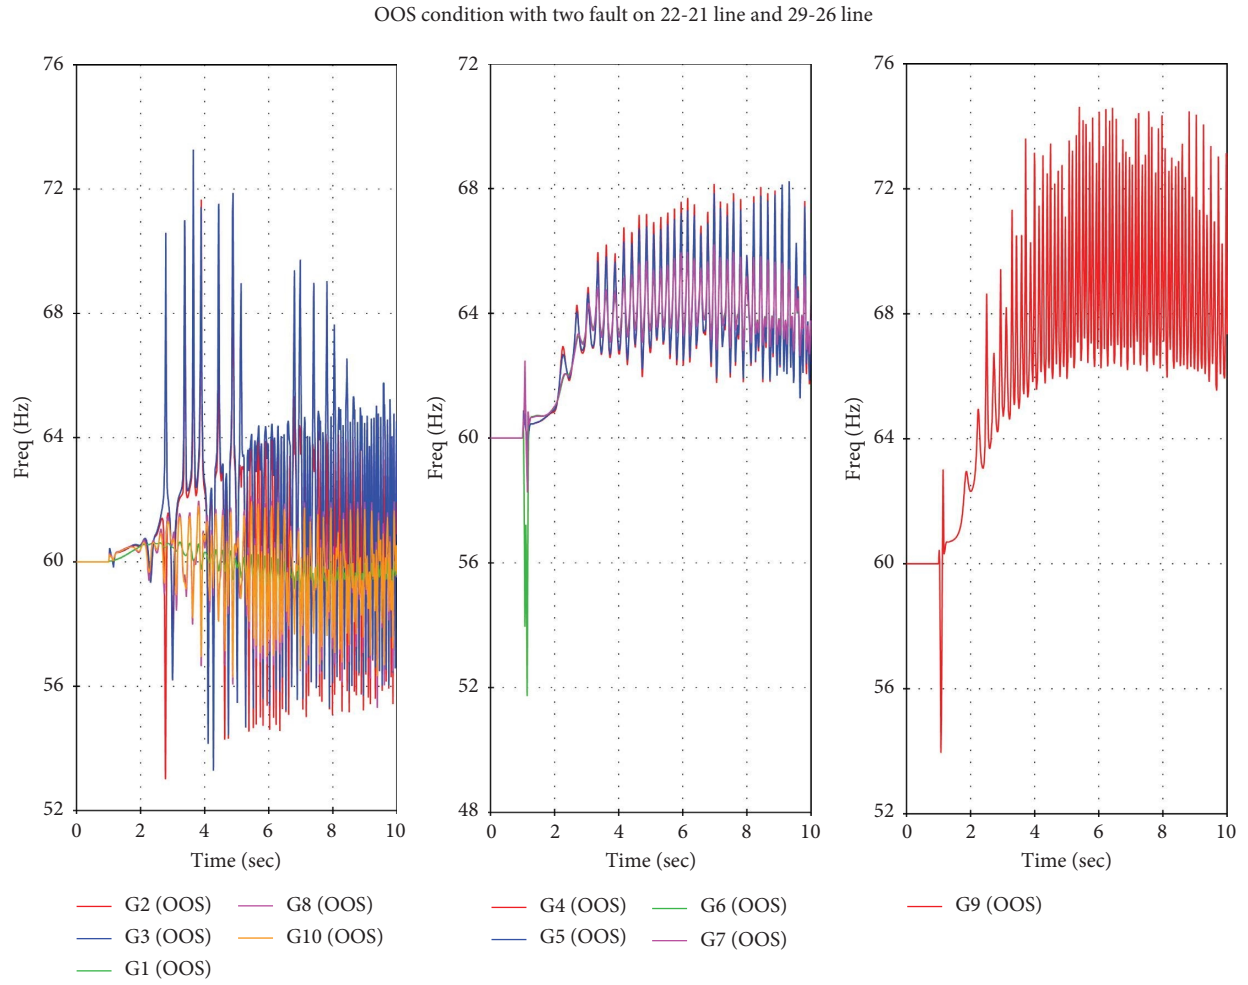 OOS condition with two fault on 22-21 line and 29-26 line
76
72
68
64
60
56
52
Freq (Hz)
0 2 4 6 8 10
Time (sec)
G2 (OOS)
G3 (OOS)
G1 (OOS)
G8 (OOS)
G10 (OOS)
72
68
64
60
56
52
48
Freq (Hz)
0 2 4 6 8 10
Time (sec)
G4 (OOS)
G5 (OOS)
G6 (OOS)
G7 (OOS)
76
72
68
64
60
56
52
Freq (Hz)
0 2 4 6 8 10
Time (sec)
G9 (OOS)